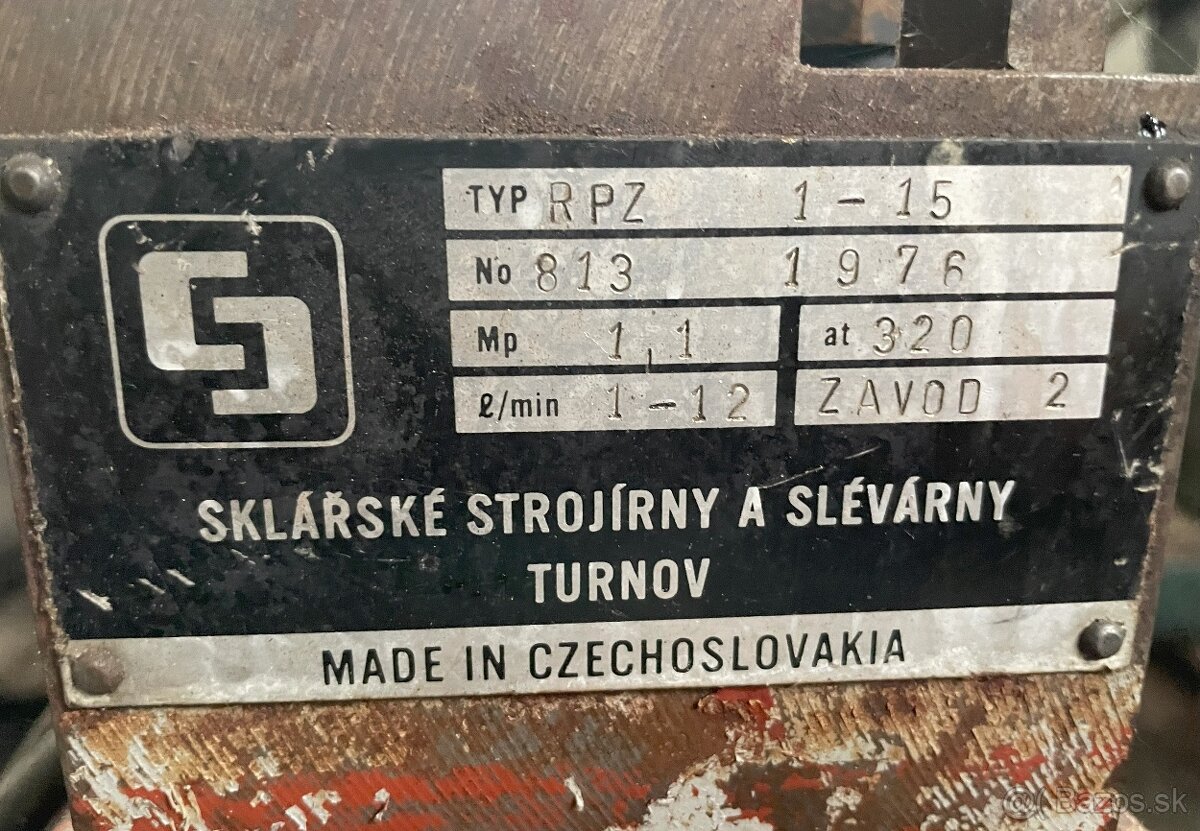 TYP RPZ 1-15
No 813 1976
Mp 1,1 at 320
l/min 1-12 ZAVOD 2
SKLÁŘSKÉ STROJÍRNY A SLÉVÁRNY
TURNOV
MADE IN CZECHOSLOVAKIA
Bazos.sk